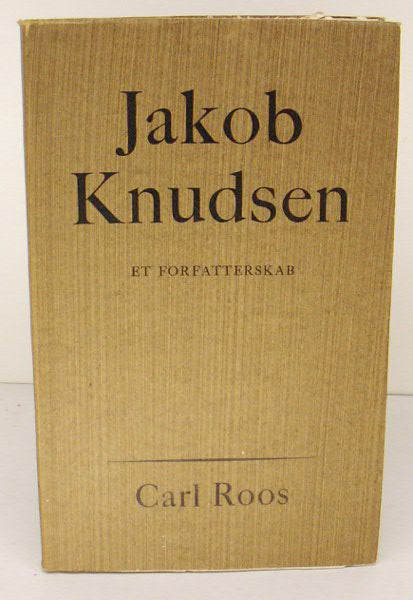 Jakob
Knudsen
ET FORFATTERSKAB
Carl Roos